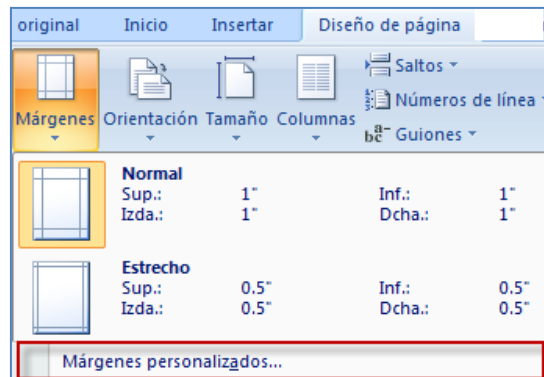 original Inicio Insertar Diseño de página
Márgenes Orientación Tamaño Columnas
Saltos
Números de línea
Guiones
Normal
Sup.: 1" Inf.: 1"
Izda.: 1" Dcha.: 1"
Estrecho
Sup.: 0.5" Inf.: 0.5"
Izda.: 0.5" Dcha.: 0.5"
Márgenes personalizados...